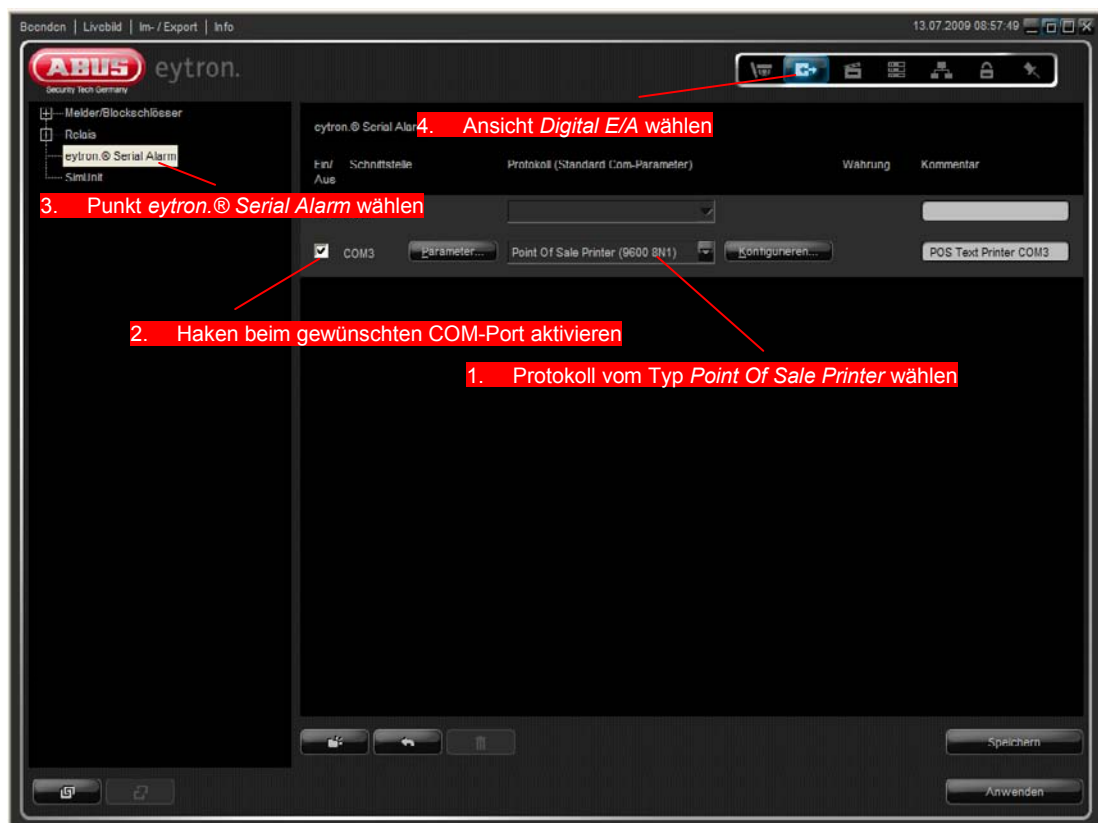 Beenden | Livebild | Im- / Export | Info
13.07.2009 08:57:49
ABUS eytron.
Security Tech Germany
Melder/Blockschlösser
Relais
eytron.® Serial Alarm
SimUnit
eytron.® Serial Alar
4. Ansicht Digital E/A wählen
Ein/ Aus
Schnittstelle
Protokoll (Standard Com-Parameter)
Währung
Kommentar
3. Punkt eytron.® Serial Alarm wählen
COM3
Parameter...
Point Of Sale Printer (9600 8N1)
Konfigurieren...
POS Text Printer COM3
2. Haken beim gewünschten COM-Port aktivieren
1. Protokoll vom Typ Point Of Sale Printer wählen
Speichern
Anwenden